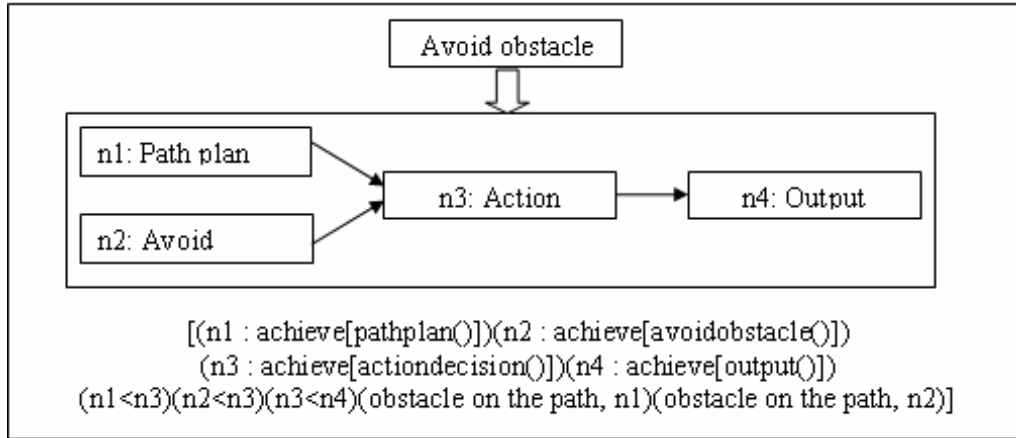 Avoid obstacle
n1: Path plan
n2: Avoid
n3: Action
n4: Output
[(n1 : achieve[pathplan()])(n2 : achieve[avoidobstacle()])
(n3 : achieve[actiondecision()])(n4 : achieve[output()])
(n1<n3)(n2<n3)(n3<n4)(obstacle on the path, n1)(obstacle on the path, n2)]